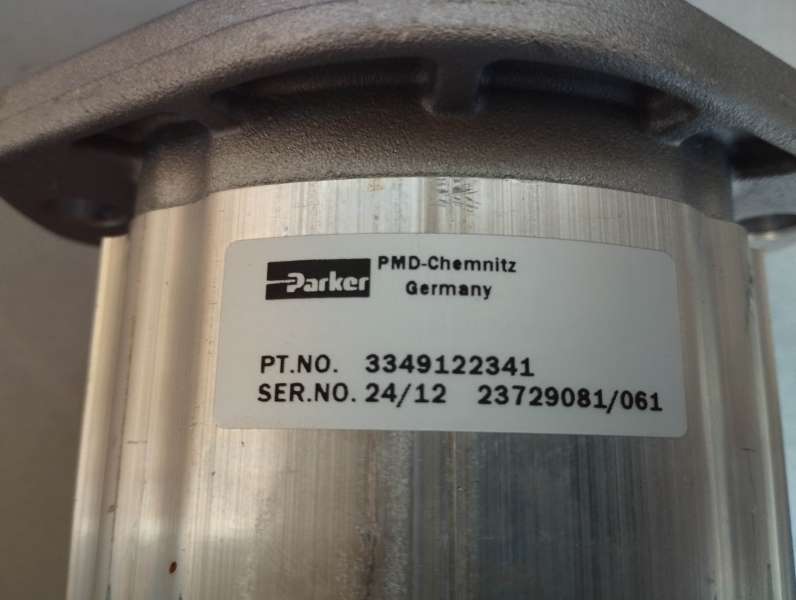 Parker PMD-Chemnitz
Germany
PT.NO. 3349122341
SER.NO. 24/12 23729081/061